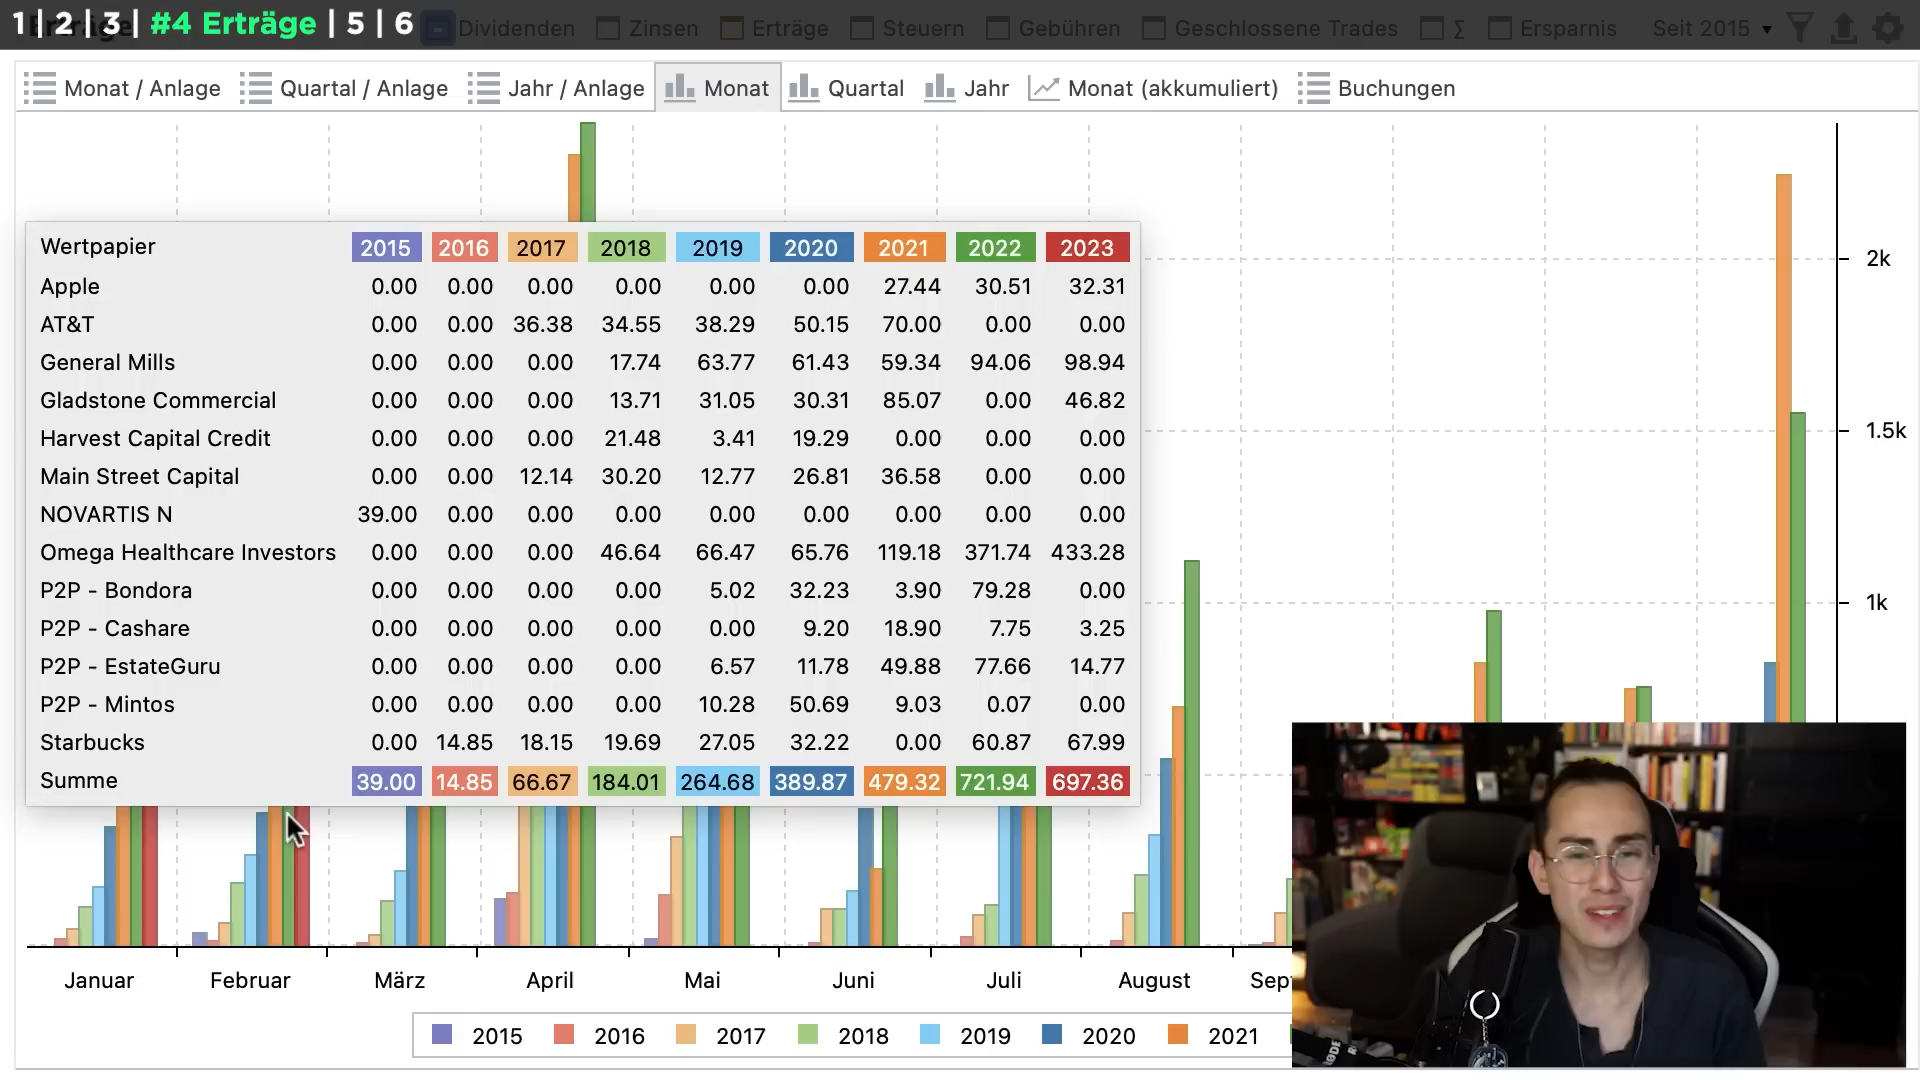 1 | 2 | 3 | #4 Erträge | 5 | 6
Dividenden Zinsen Erträge Steuern Gebühren Geschlossene Trades Σ Ersparnis Seit 2015
Monat / Anlage Quartal / Anlage Jahr / Anlage Monat Quartal Jahr Monat (akkumuliert) Buchungen
Wertpapier 2015 2016 2017 2018 2019 2020 2021 2022 2023
Apple 0.00 0.00 0.00 0.00 0.00 0.00 27.44 30.51 32.31
AT&T 0.00 0.00 36.38 34.55 38.29 50.15 70.00 0.00 0.00
General Mills 0.00 0.00 0.00 17.74 63.77 61.43 59.34 94.06 98.94
Gladstone Commercial 0.00 0.00 0.00 13.71 31.05 30.31 85.07 0.00 46.82
Harvest Capital Credit 0.00 0.00 0.00 21.48 3.41 19.29 0.00 0.00 0.00
Main Street Capital 0.00 0.00 12.14 30.20 12.77 26.81 36.58 0.00 0.00
NOVARTIS N 39.00 0.00 0.00 0.00 0.00 0.00 0.00 0.00 0.00
Omega Healthcare Investors 0.00 0.00 0.00 46.64 66.47 65.76 119.18 371.74 433.28
P2P - Bondora 0.00 0.00 0.00 0.00 5.02 32.23 3.90 79.28 0.00
P2P - Cashare 0.00 0.00 0.00 0.00 0.00 9.20 18.90 7.75 3.25
P2P - EstateGuru 0.00 0.00 0.00 0.00 6.57 11.78 49.88 77.66 14.77
P2P - Mintos 0.00 0.00 0.00 0.00 10.28 50.69 9.03 0.07 0.00
Starbucks 0.00 14.85 18.15 19.69 27.05 32.22 0.00 60.87 67.99
Summe 39.00 14.85 66.67 184.01 264.68 389.87 479.32 721.94 697.36
2k
1.5k
1k
Januar Februar März April Mai Juni Juli August Sep
2015 2016 2017 2018 2019 2020 2021
RODE